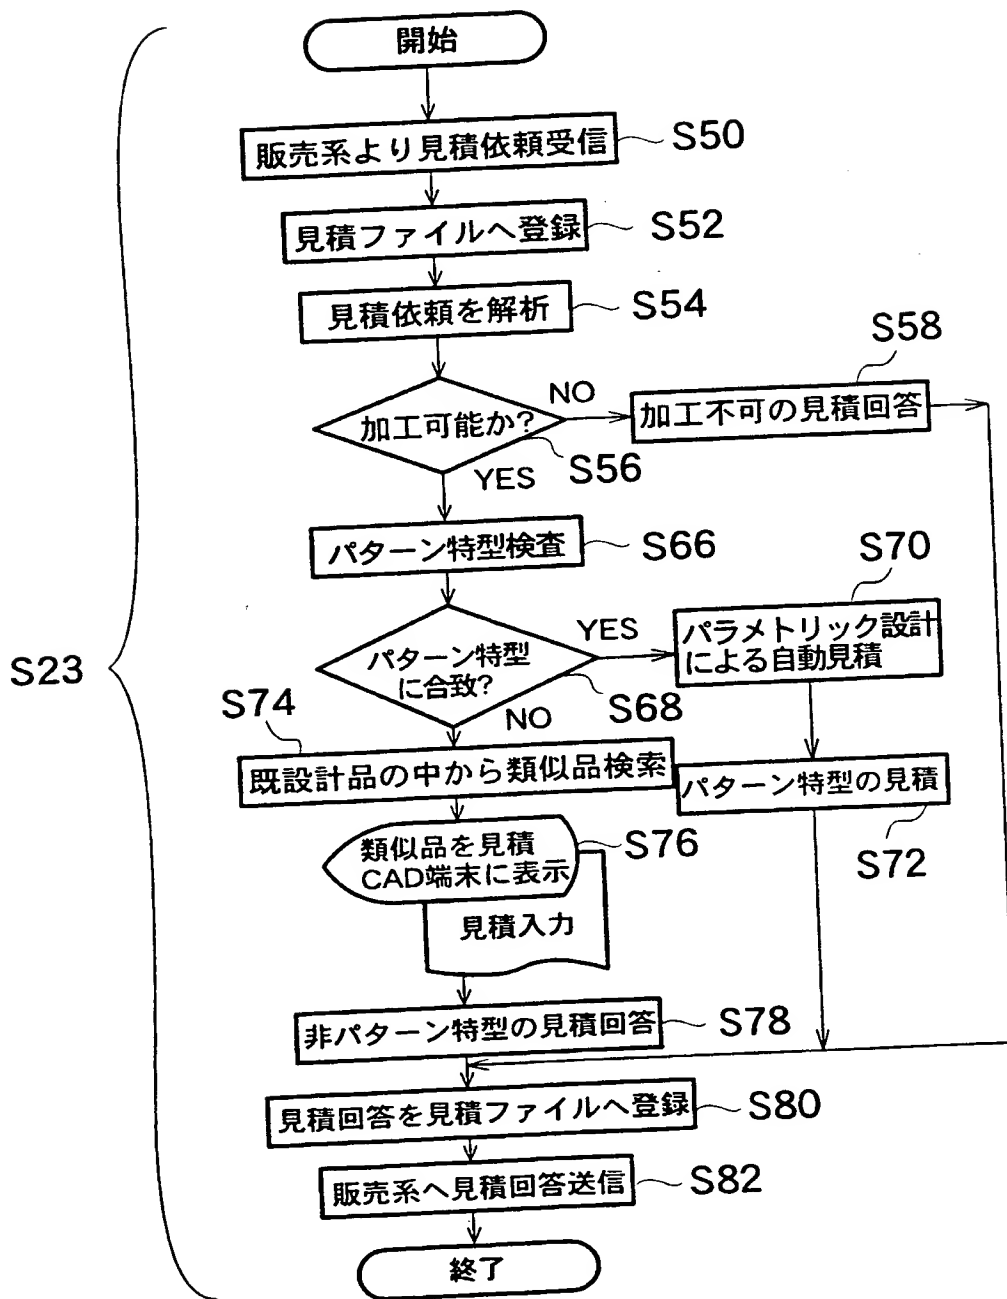 開始
販売系より見積依頼受信
S50
見積ファイルへ登録
S52
見積依頼を解析
S54
S58
加工可能か?
NO
加工不可の見積回答
S56
YES
パターン特型検査
S66
S70
パターン特型
に合致?
YES
パラメトリック設計
による自動見積
S23
S68
S74
NO
既設計品の中から類似品検索
パターン特型の見積
S72
類似品を見積
CAD端末に表示
S76
見積入力
非パターン特型の見積回答
S78
見積回答を見積ファイルへ登録
S80
販売系へ見積回答送信
S82
終了